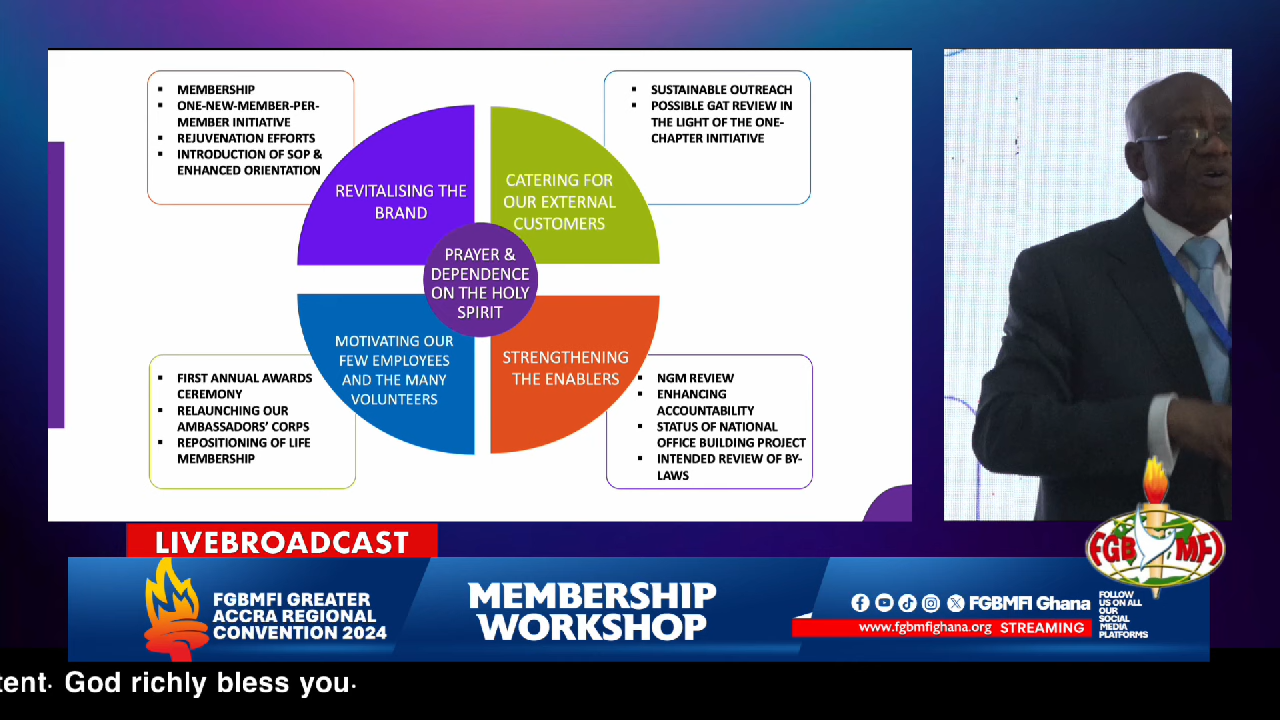 MEMBERSHIP
ONE-NEW-MEMBER-PER-
MEMBER INITIATIVE
REJUVENATION EFFORTS
INTRODUCTION OF SOP &
ENHANCED ORIENTATION
SUSTAINABLE OUTREACH
POSSIBLE GAT REVIEW IN
THE LIGHT OF THE ONE-
CHAPTER INITIATIVE
REVITALISING THE
BRAND
CATERING FOR
OUR EXTERNAL
CUSTOMERS
PRAYER &
DEPENDENCE
ON THE HOLY
SPIRIT
MOTIVATING OUR
FEW EMPLOYEES
AND THE MANY
VOLUNTEERS
STRENGTHENING
THE ENABLERS
FIRST ANNUAL AWARDS
CEREMONY
RELAUNCHING OUR
AMBASSADORS' CORPS
REPOSITIONING OF LIFE
MEMBERSHIP
NGM REVIEW
ENHANCING
ACCOUNTABILITY
STATUS OF NATIONAL
OFFICE BUILDING PROJECT
INTENDED REVIEW OF BY-
LAWS
LIVEBROADCAST
FGBMFI GREATER
ACCRA REGIONAL
CONVENTION 2024
MEMBERSHIP
WORKSHOP
FGBMFI Ghana
www.fgbmfighana.org STREAMING
FOLLOW
US ON ALL
OUR
SOCIAL
MEDIA
PLATFORMS
FGB MFI
tent. God richly bless you.